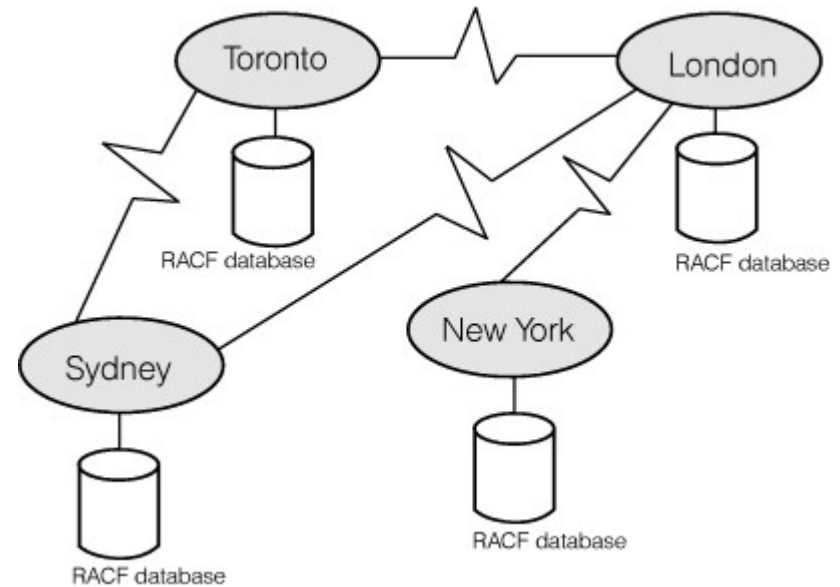 Toronto
London
RACF database
RACF database
New York
Sydney
RACF database
RACF database